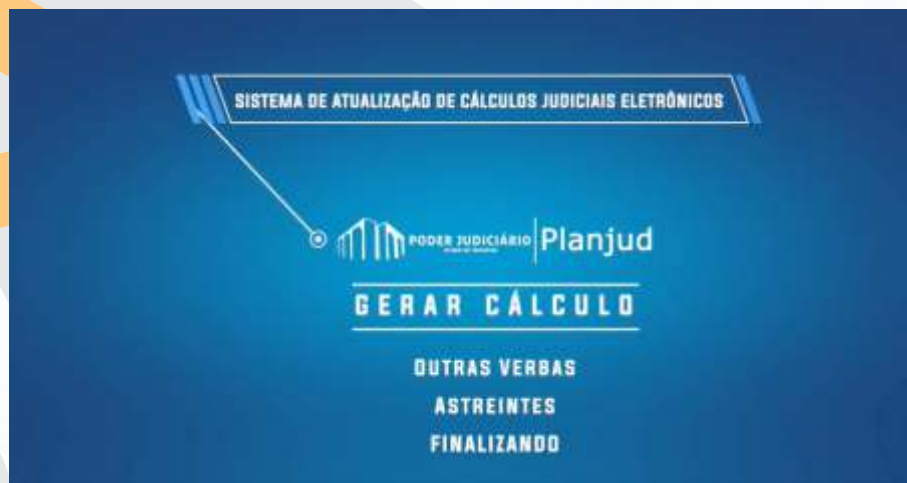 SISTEMA DE ATUALIZAÇÃO DE CÁLCULOS JUDICIAIS ELETRÔNICOS
PODER JUDICIÁRIO Planjud
GERAR CÁLCULO
OUTRAS VERBAS
ASTREINTES
FINALIZANDO